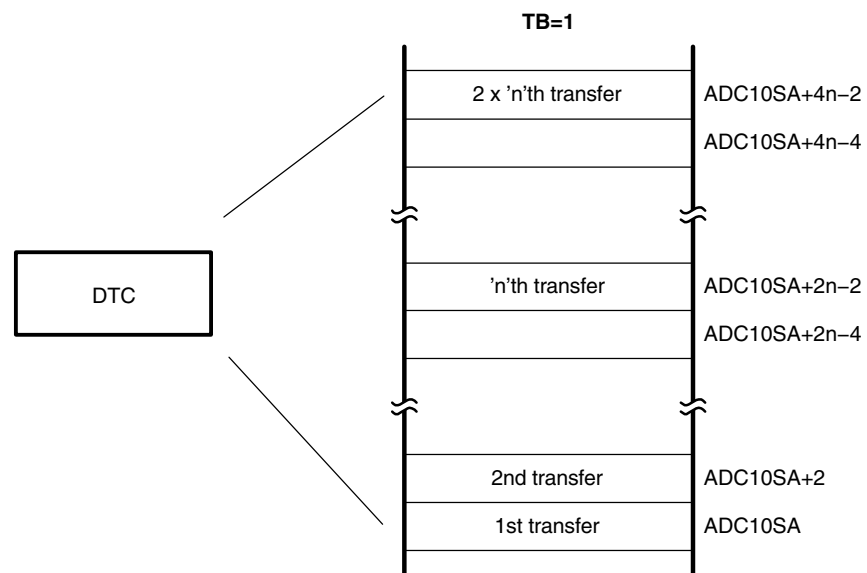 TB=1
2 x ’n’th transfer ADC10SA+4n−2
ADC10SA+4n−4
DTC
’n’th transfer ADC10SA+2n−2
ADC10SA+2n−4
2nd transfer ADC10SA+2
1st transfer ADC10SA